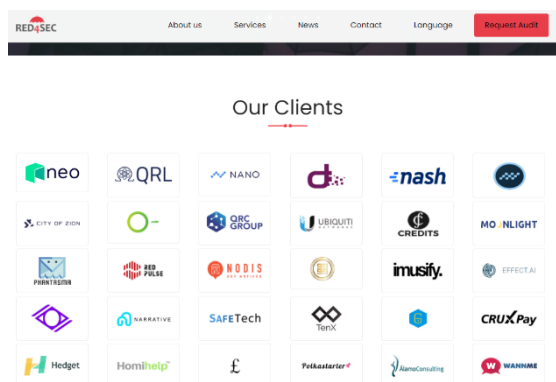 RED4SEC
About us Services News Contact Language Request Audit
Our Clients
neo QRL NANO nash
CITY OF ZION QRC GROUP UBIQUITI NETWORKS CREDITS MOONLIGHT
PHANTASMA RED PULSE NODIS imusify. EFFECT.AI
NARRATIVE SAFETech TenX CRUXPay
Hedget Homihelp £ Polkastarter AlamoConsulting WANNME